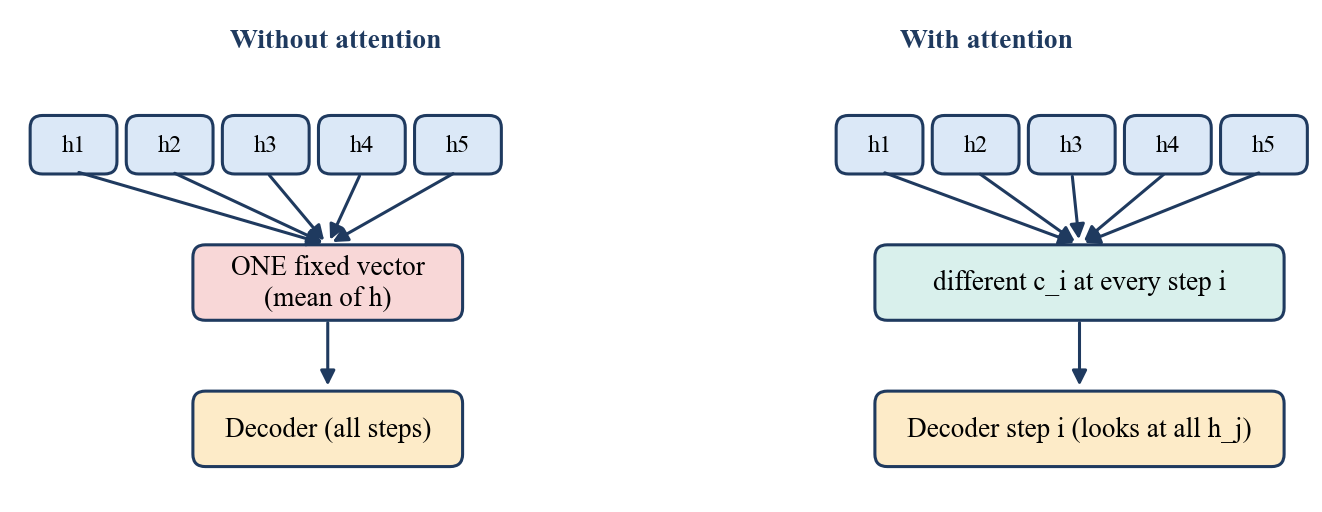 Without attention
h1 h2 h3 h4 h5
ONE fixed vector
(mean of h)
Decoder (all steps)
With attention
h1 h2 h3 h4 h5
different c_i at every step i
Decoder step i (looks at all h_j)